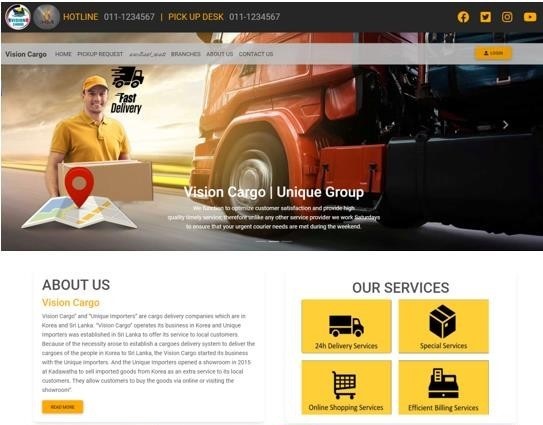 HOTLINE 011-1234567 | PICK UP DESK 011-1234567
Vision Cargo HOME PICKUP REQUEST BRANCHES ABOUT US CONTACT US LOGIN
Fast
Delivery
Vision Cargo | Unique Group
We function to optimize customer satisfaction and provide high
quality timely service; therefore unlike any other service provider we work Saturdays
to ensure that your urgent courier needs are met during the weekend.
ABOUT US
Vision Cargo
Vision Cargo" and "Unique Importers" are cargo delivery companies which are in
Korea and Sri Lanka. "Vision Cargo" operates its business in Korea and Unique
Importers was established in Sri Lanka to offer its service to local customers.
Because of the necessity arose to establish a cargoes delivery system to deliver the
cargoes of the people in Korea to Sri Lanka, the Vision Cargo started its business
with the Unique Importers. And the Unique Importers opened a showroom in 2015
at Kadawatha to sell imported goods from Korea as an extra service to its local
customers. They allow customers to buy the goods via online or visiting the
showroom".
READ MORE
OUR SERVICES
24h Delivery Services
Special Services
Online Shopping Services
Efficient Billing Services